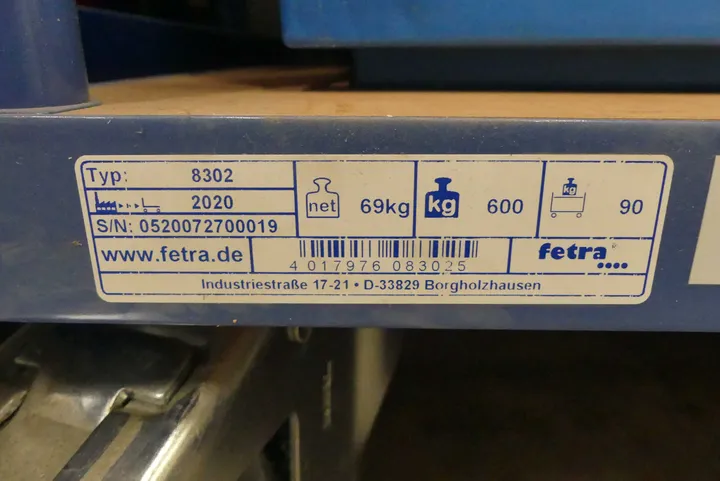 Typ: 8302
2020
S/N: 0520072700019
net 69kg
kg 600
kg 90
www.fetra.de
4 017976 083025
fetra
Industriestraße 17-21 • D-33829 Borgholzhausen